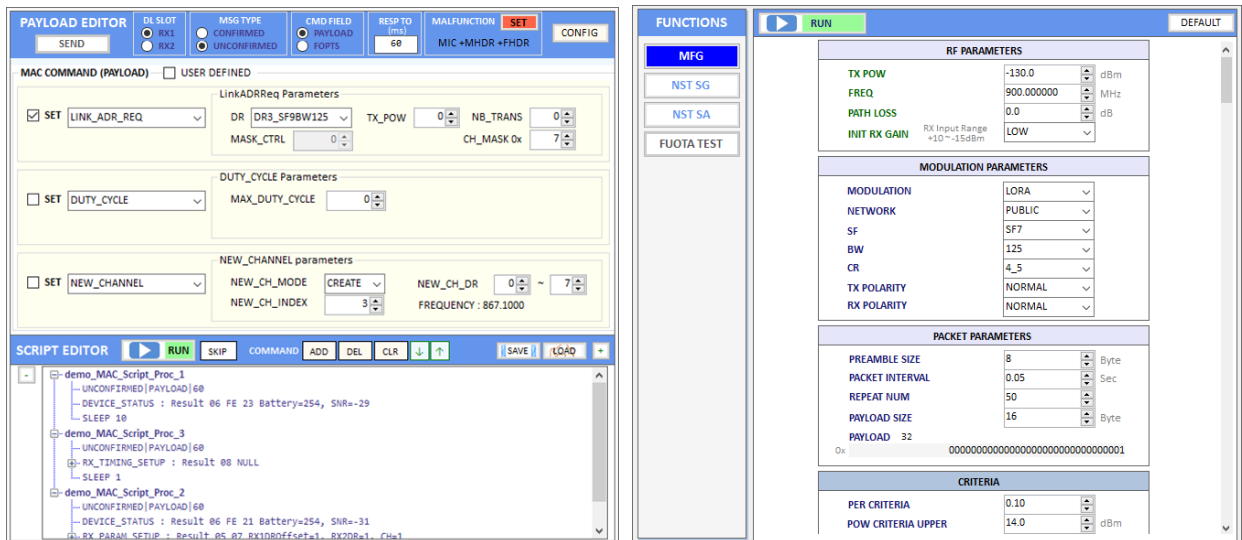 PAYLOAD EDITOR
SEND
DL SLOT
RX1
RX2
MSG TYPE
CONFIRMED
UNCONFIRMED
CMD FIELD
PAYLOAD
FOPTS
RESP TO
(ms)
60
MALFUNCTION SET
MIC +MHDR +FHDR
CONFIG
MAC COMMAND (PAYLOAD) USER DEFINED
LinkADRReq Parameters
SET LINK_ADR_REQ DR DR3_SF9BW125 TX_POW 0 NB_TRANS 0
MASK_CTRL 0 CH_MASK 0x 7
DUTY_CYCLE Parameters
SET DUTY_CYCLE MAX_DUTY_CYCLE 0
NEW_CHANNEL parameters
SET NEW_CHANNEL NEW_CH_MODE CREATE NEW_CH_DR 0 ~ 7
NEW_CH_INDEX 3 FREQUENCY : 867.1000
SCRIPT EDITOR RUN SKIP COMMAND ADD DEL CLR ↓ ↑ SAVE LOAD +
- demo_MAC_Script_Proc_1
UNCONFIRMED|PAYLOAD|60
DEVICE_STATUS : Result 06 FE 23 Battery=254, SNR=-29
SLEEP 10
demo_MAC_Script_Proc_3
UNCONFIRMED|PAYLOAD|60
RX_TIMING_SETUP : Result 08 NULL
SLEEP 1
demo_MAC_Script_Proc_2
UNCONFIRMED|PAYLOAD|60
DEVICE_STATUS : Result 06 FE 21 Battery=254, SNR=-31
RX_PARAM_SETUP : Result 05 07 RX1DROffset=1, RX2DR=1, CH=1
FUNCTIONS
MFG
NST SG
NST SA
FUOTA TEST
RUN DEFAULT
RF PARAMETERS
TX POW -130.0 dBm
FREQ 900.000000 MHz
PATH LOSS 0.0 dB
INIT RX GAIN RX Input Range +10~-15dBm LOW
MODULATION PARAMETERS
MODULATION LORA
NETWORK PUBLIC
SF SF7
BW 125
CR 4_5
TX POLARITY NORMAL
RX POLARITY NORMAL
PACKET PARAMETERS
PREAMBLE SIZE 8 Byte
PACKET INTERVAL 0.05 Sec
REPEAT NUM 50
PAYLOAD SIZE 16 Byte
PAYLOAD 32
0x 00000000000000000000000000000001
CRITERIA
PER CRITERIA 0.10
POW CRITERIA UPPER 14.0 dBm